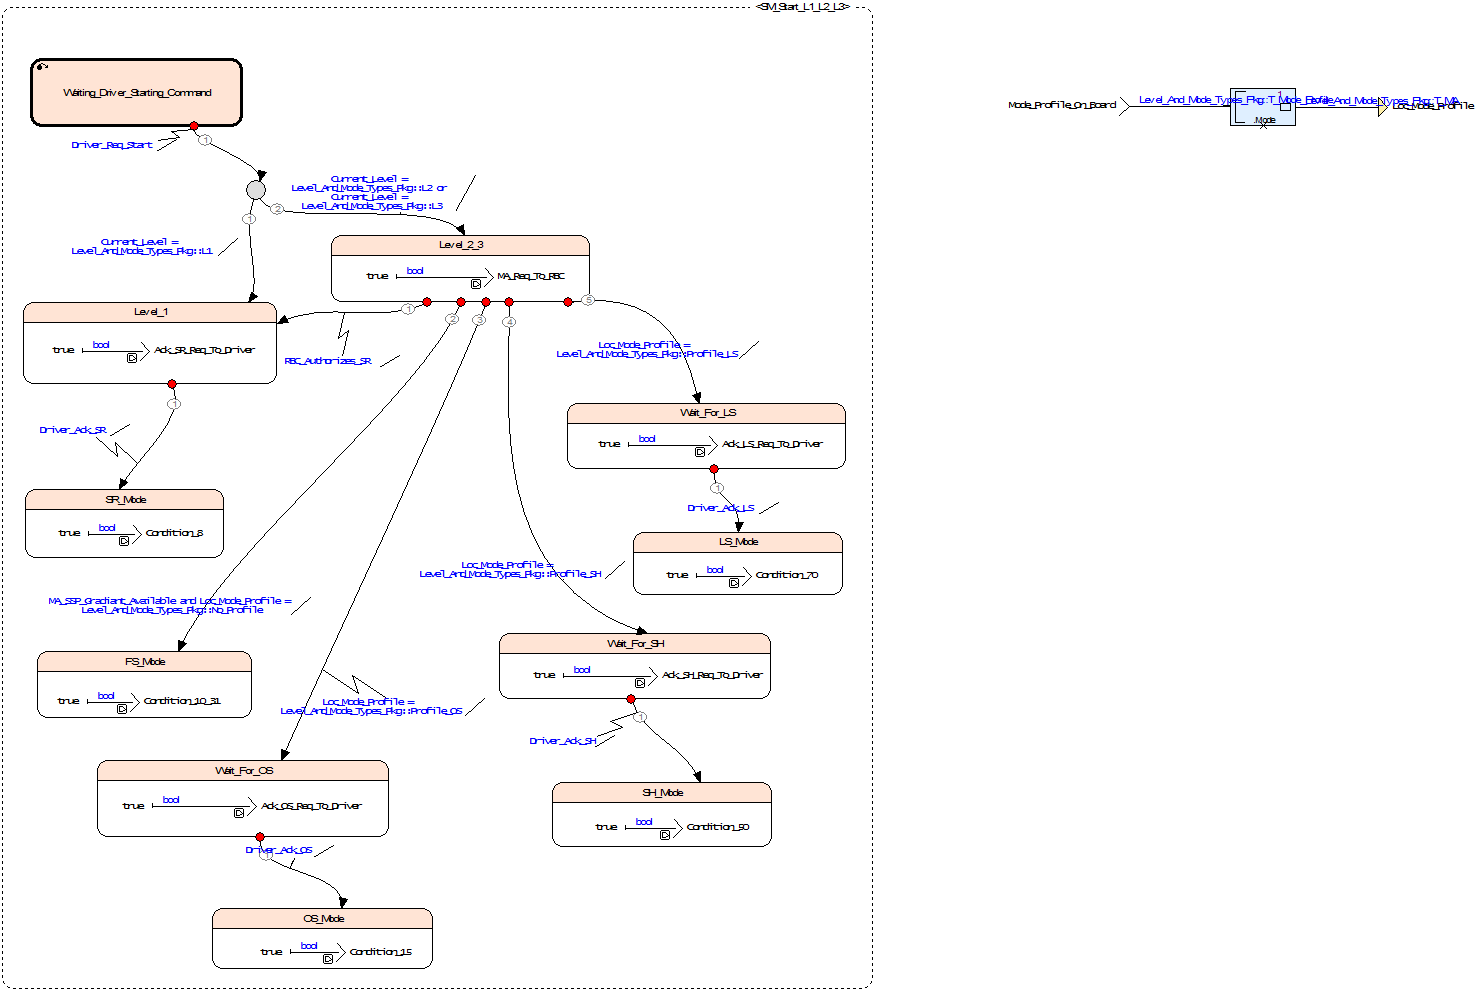 <SM_Start_L1_L2_L3>
Waiting_Driver_Starting_Command
Driver_Req_Start
1
Current_Level =
Level_And_Mode_Types_Pkg::L2 or
Current_Level =
Level_And_Mode_Types_Pkg::L3
2
1
Current_Level =
Level_And_Mode_Types_Pkg::L1
Level_2_3
true
bool
MA_Req_To_RBC
1
2
3
4
5
Level_1
true
bool
Ack_SR_Req_To_Driver
RBC_Authorizes_SR
Loc_Mode_Profile =
Level_And_Mode_Types_Pkg::Profile_LS
1
Driver_Ack_SR
Wait_For_LS
true
bool
Ack_LS_Req_To_Driver
1
Driver_Ack_LS
SR_Mode
true
bool
Condition_8
LS_Mode
true
bool
Condition_70
Loc_Mode_Profile =
Level_And_Mode_Types_Pkg::Profile_SH
MA_SSP_Gradiant_Available and Loc_Mode_Profile =
Level_And_Mode_Types_Pkg::No_Profile
FS_Mode
true
bool
Condition_10_31
Wait_For_SH
true
bool
Ack_SH_Req_To_Driver
1
Driver_Ack_SH
Loc_Mode_Profile =
Level_And_Mode_Types_Pkg::Profile_OS
Wait_For_OS
true
bool
Ack_OS_Req_To_Driver
1
Driver_Ack_OS
SH_Mode
true
bool
Condition_50
OS_Mode
true
bool
Condition_15
Mode_Profile_On_Board
Level_And_Mode_Types_Pkg::T_Mode_Profile
1
.Mode
Level_And_Mode_Types_Pkg::T_MA
Loc_Mode_Profile